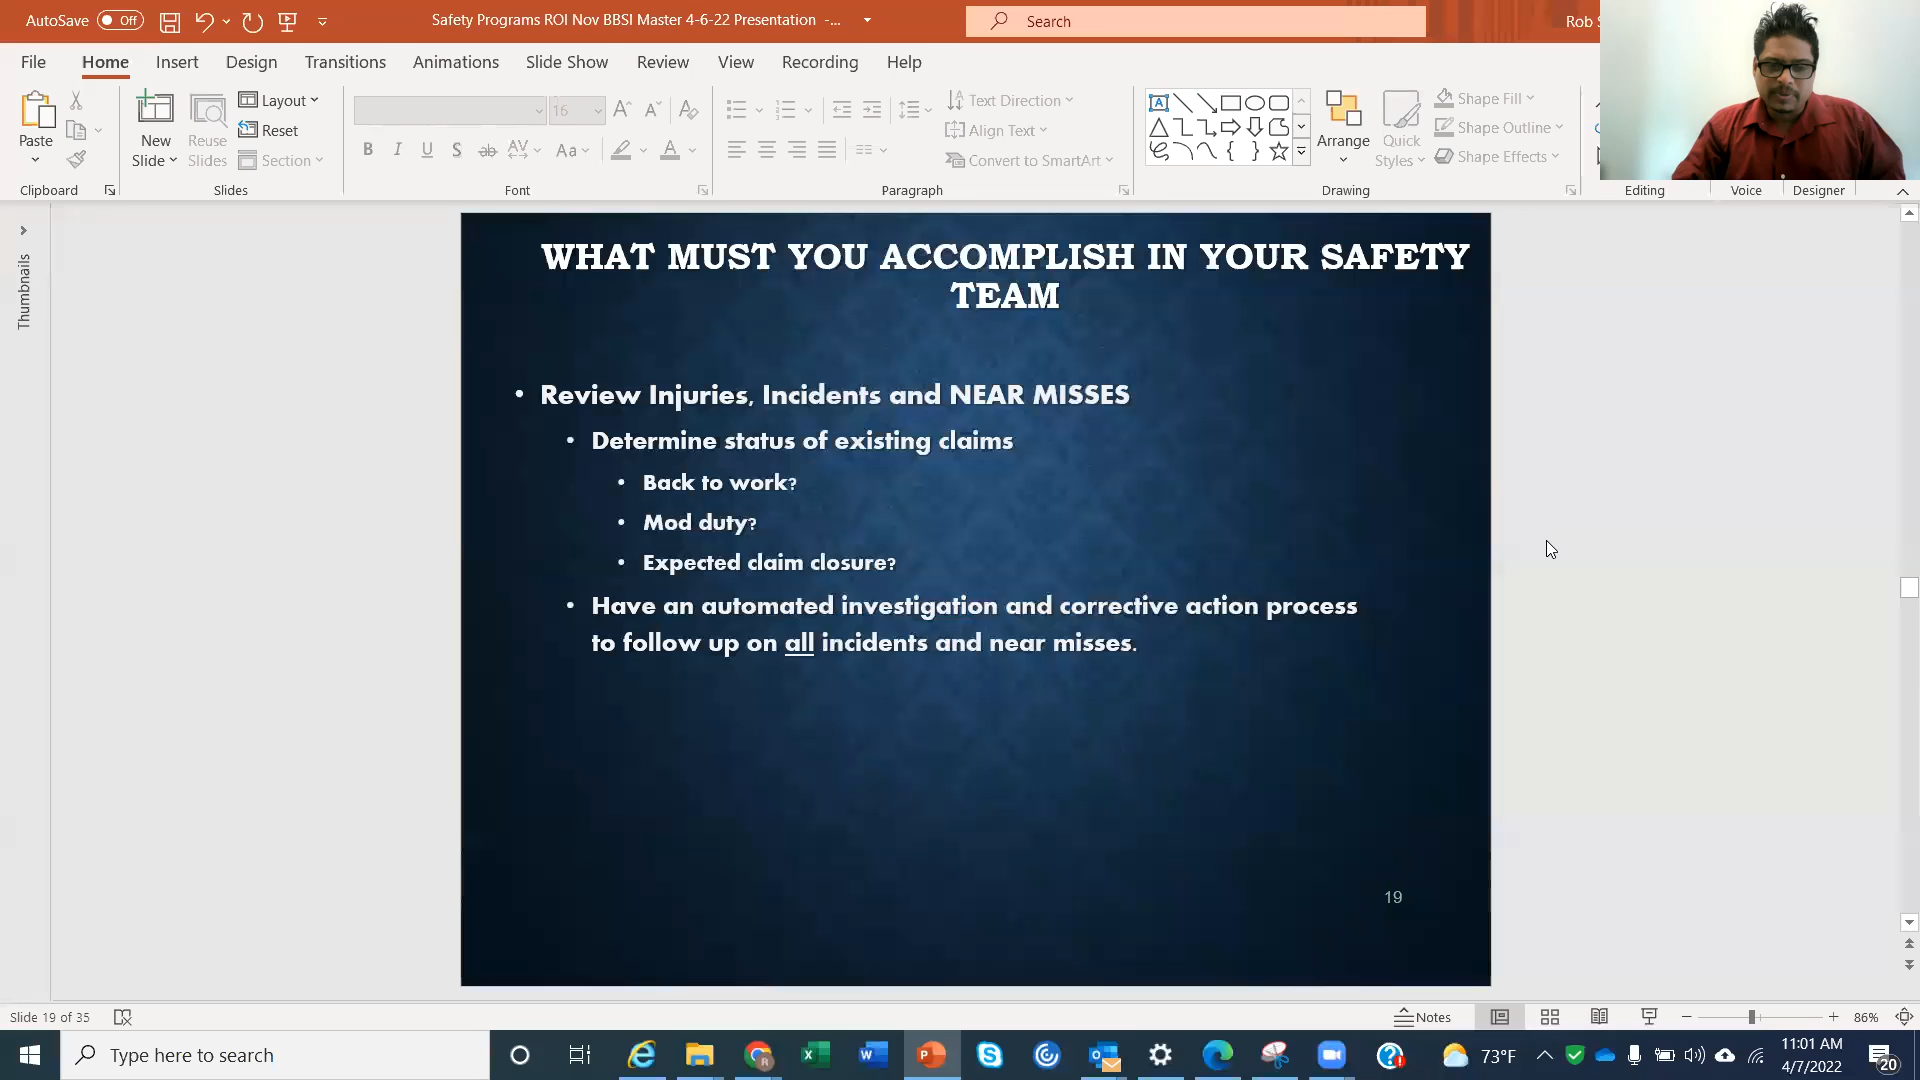 AutoSave Off
Safety Programs ROI Nov BBSI Master 4-6-22 Presentation -...
Search
Rob S
File Home Insert Design Transitions Animations Slide Show Review View Recording Help
Paste
New Slide
Reuse Slides
Layout
Reset
Section
16
Aa
Text Direction
Align Text
Convert to SmartArt
Arrange
Quick Styles
Shape Fill
Shape Outline
Shape Effects
Clipboard Slides Font Paragraph Drawing Editing Voice Designer
Thumbnails
WHAT MUST YOU ACCOMPLISH IN YOUR SAFETY
TEAM
• Review Injuries, Incidents and NEAR MISSES
• Determine status of existing claims
• Back to work?
• Mod duty?
• Expected claim closure?
• Have an automated investigation and corrective action process
to follow up on all incidents and near misses.
19
Slide 19 of 35
Notes
86%
Type here to search
73°F
11:01 AM
4/7/2022
20